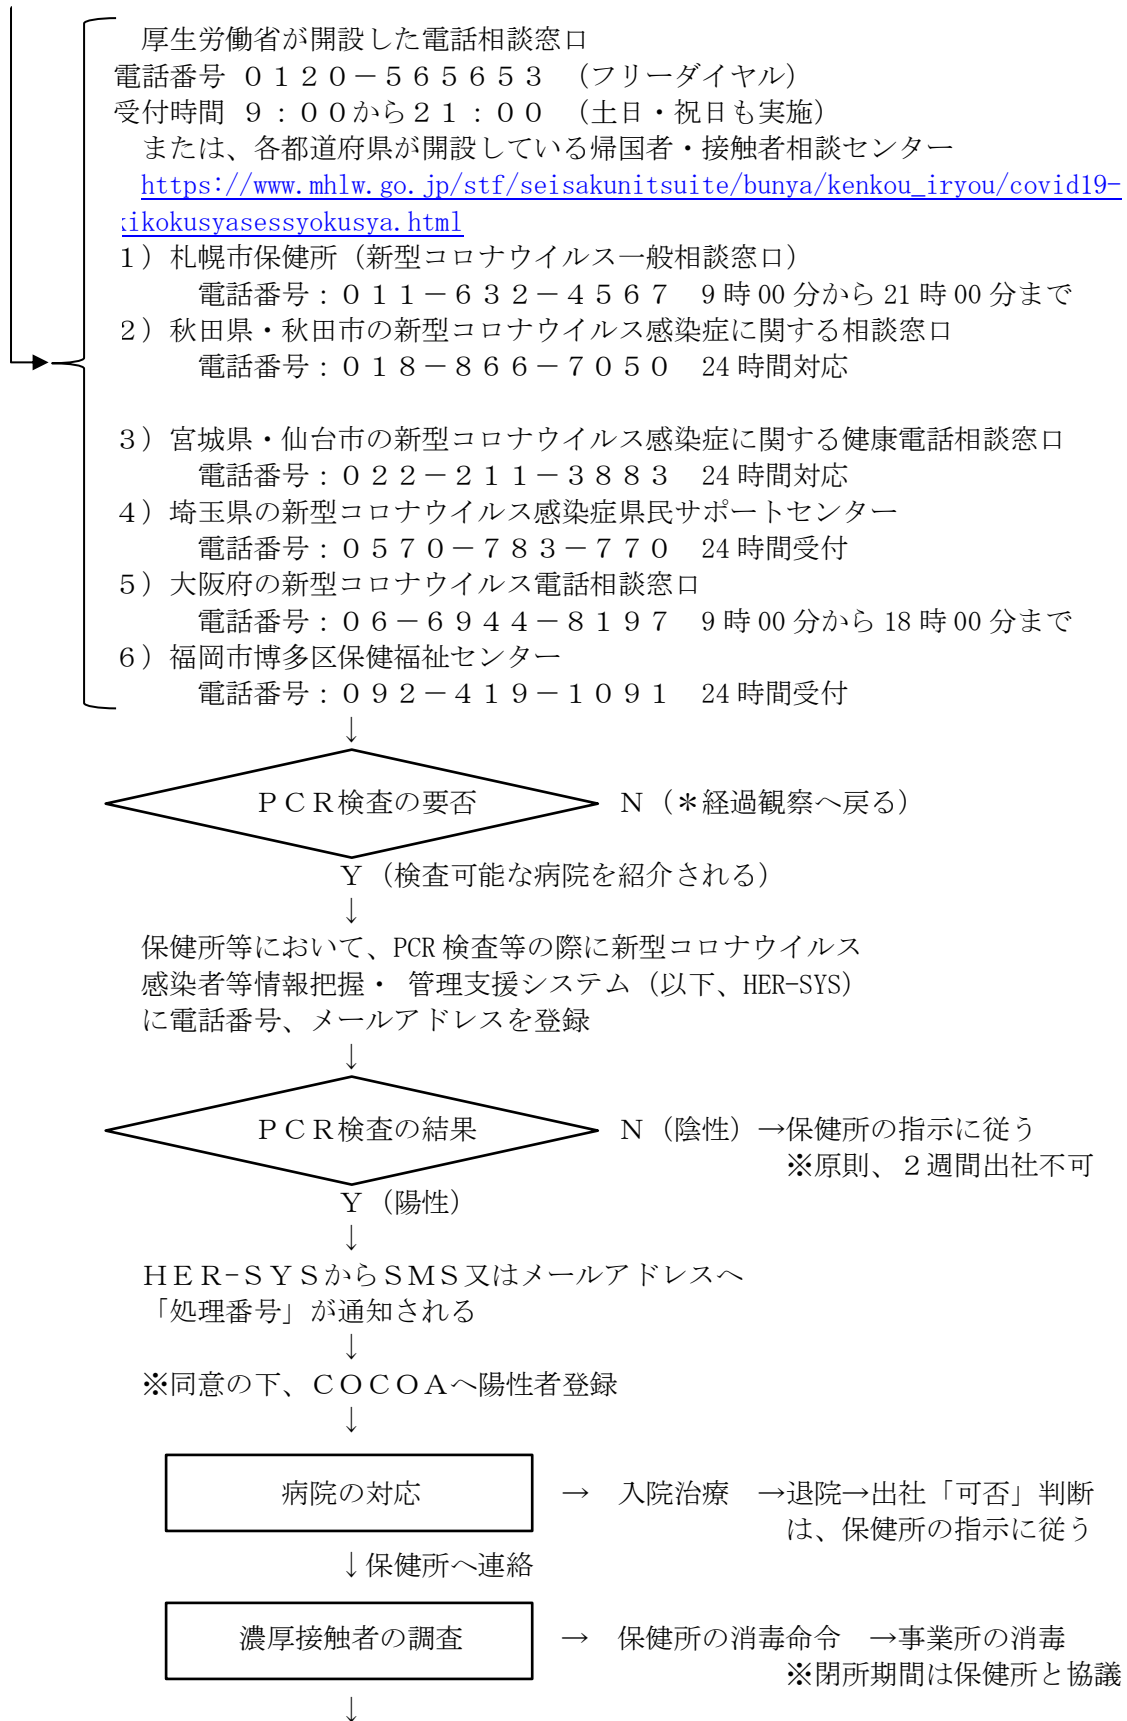 厚生労働省が開設した電話相談窓口
電話番号 ０１２０－５６５６５３ （フリーダイヤル）
受付時間 ９：００から２１：００ （土日・祝日も実施）
または、各都道府県が開設している帰国者・接触者相談センター
https://www.mhlw.go.jp/stf/seisakunitsuite/bunya/kenkou_iryou/covid19-
kikokusyasessyokusya.html
１）札幌市保健所（新型コロナウイルス一般相談窓口）
電話番号：０１１－６３２－４５６７　9時00分から21時00分まで
２）秋田県・秋田市の新型コロナウイルス感染症に関する相談窓口
電話番号：０１８－８６６－７０５０　24時間対応
３）宮城県・仙台市の新型コロナウイルス感染症に関する健康電話相談窓口
電話番号：０２２－２１１－３８８３　24時間対応
４）埼玉県の新型コロナウイルス感染症県民サポートセンター
電話番号：０５７０－７８３－７７０　24時間受付
５）大阪府の新型コロナウイルス電話相談窓口
電話番号：０６－６９４４－８１９７　9時00分から18時00分まで
６）福岡市博多区保健福祉センター
電話番号：０９２－４１９－１０９１　24時間受付
↓
ＰＣＲ検査の要否　Ｎ（＊経過観察へ戻る）
Ｙ（検査可能な病院を紹介される）
↓
保健所等において、PCR検査等の際に新型コロナウイルス
感染者等情報把握・ 管理支援システム（以下、HER-SYS）
に電話番号、メールアドレスを登録
↓
ＰＣＲ検査の結果　Ｎ（陰性）→保健所の指示に従う
※原則、２週間出社不可
Ｙ（陽性）
↓
ＨＥＲ-ＳＹＳからＳＭＳ又はメールアドレスへ
「処理番号」が通知される
↓
※同意の下、ＣＯＣＯＡへ陽性者登録
↓
病院の対応　→　入院治療　→退院→出社「可否」判断
は、保健所の指示に従う
↓保健所へ連絡
濃厚接触者の調査　→　保健所の消毒命令　→事業所の消毒
※閉所期間は保健所と協議
↓